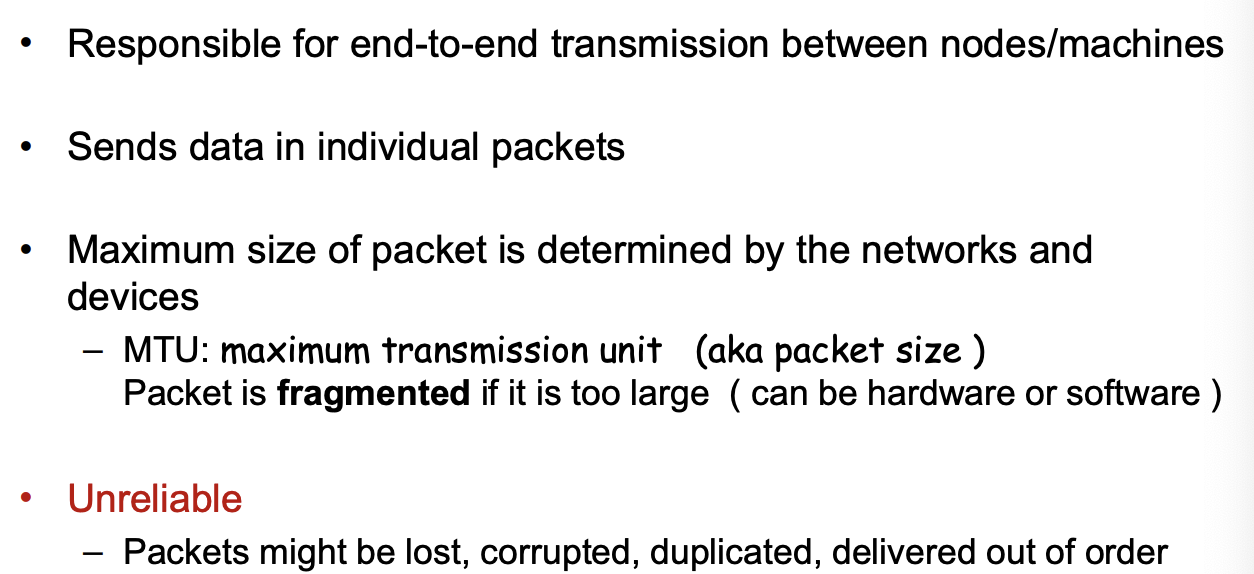 • Responsible for end-to-end transmission between nodes/machines
• Sends data in individual packets
• Maximum size of packet is determined by the networks and
devices
– MTU: maximum transmission unit (aka packet size )
Packet is fragmented if it is too large ( can be hardware or software )
• Unreliable
– Packets might be lost, corrupted, duplicated, delivered out of order